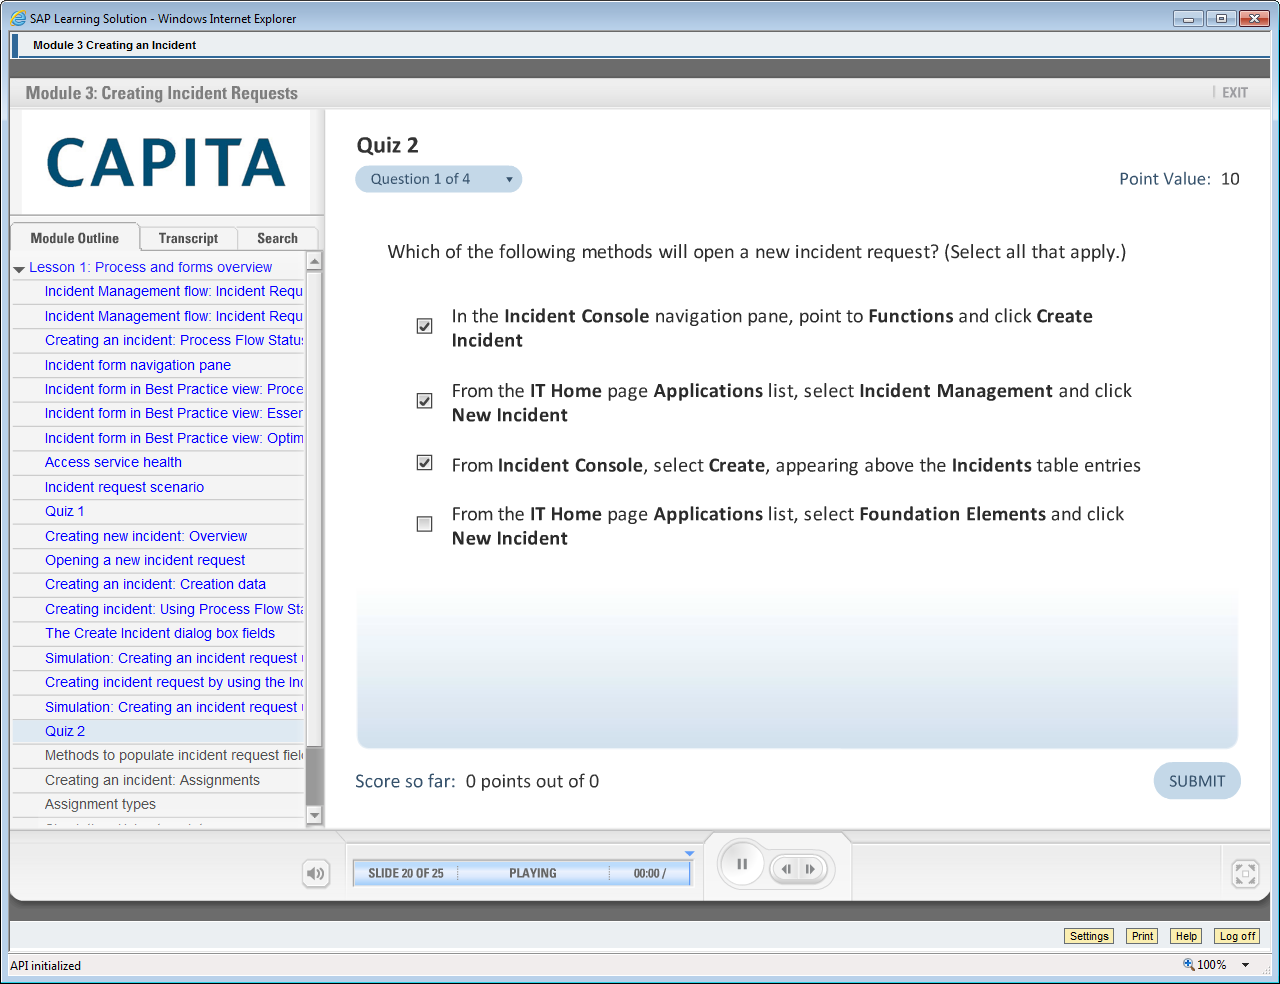 SAP Learning Solution - Windows Internet Explorer
Module 3 Creating an Incident
Module 3: Creating Incident Requests
EXIT
CAPITA
Module Outline
Transcript
Search
Lesson 1: Process and forms overview
Incident Management flow: Incident Requ
Incident Management flow: Incident Requ
Creating an incident: Process Flow Status
Incident form navigation pane
Incident form in Best Practice view: Proce
Incident form in Best Practice view: Essen
Incident form in Best Practice view: Optim
Access service health
Incident request scenario
Quiz 1
Creating new incident: Overview
Opening a new incident request
Creating an incident: Creation data
Creating incident: Using Process Flow Sta
The Create Incident dialog box fields
Simulation: Creating an incident request u
Creating incident request by using the Inc
Simulation: Creating an incident request u
Quiz 2
Methods to populate incident request field
Creating an incident: Assignments
Assignment types
Quiz 2
Question 1 of 4
Point Value: 10
Which of the following methods will open a new incident request? (Select all that apply.)
In the Incident Console navigation pane, point to Functions and click Create
Incident
From the IT Home page Applications list, select Incident Management and click
New Incident
From Incident Console, select Create, appearing above the Incidents table entries
From the IT Home page Applications list, select Foundation Elements and click
New Incident
Score so far: 0 points out of 0
SUBMIT
SLIDE 20 OF 25
PLAYING
00:00 /
Settings
Print
Help
Log off
API initialized
100%